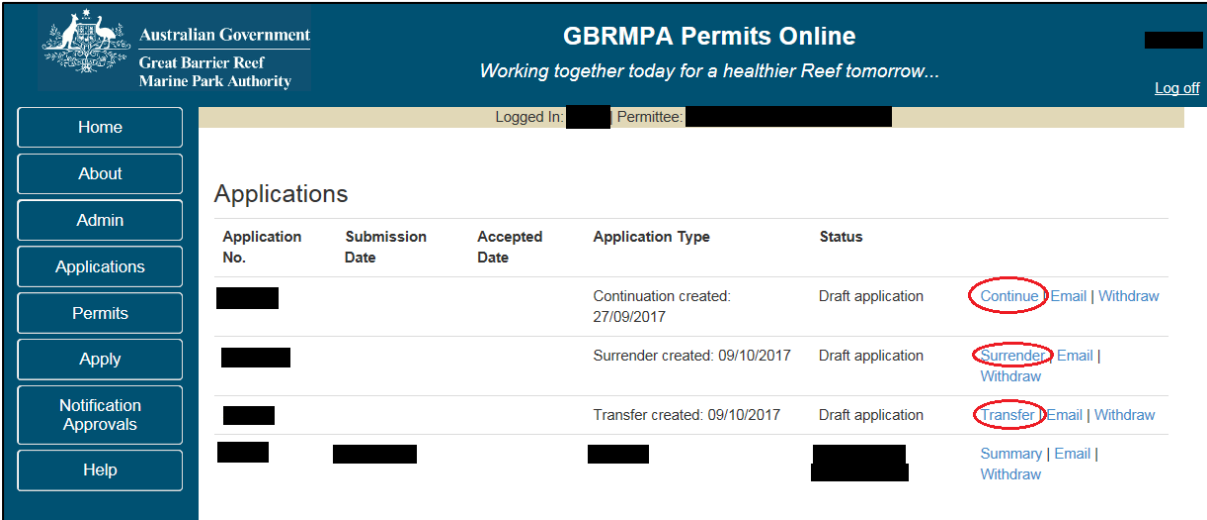 Australian Government
Great Barrier Reef
Marine Park Authority
GBRMPA Permits Online
Working together today for a healthier Reef tomorrow...
Log off
Logged In: | Permittee:
Home
About
Admin
Applications
Permits
Apply
Notification
Approvals
Help
Applications
Application No. Submission Date Accepted Date Application Type Status
Continuation created: 27/09/2017 Draft application Continue | Email | Withdraw
Surrender created: 09/10/2017 Draft application Surrender | Email | Withdraw
Transfer created: 09/10/2017 Draft application Transfer | Email | Withdraw
Summary | Email | Withdraw